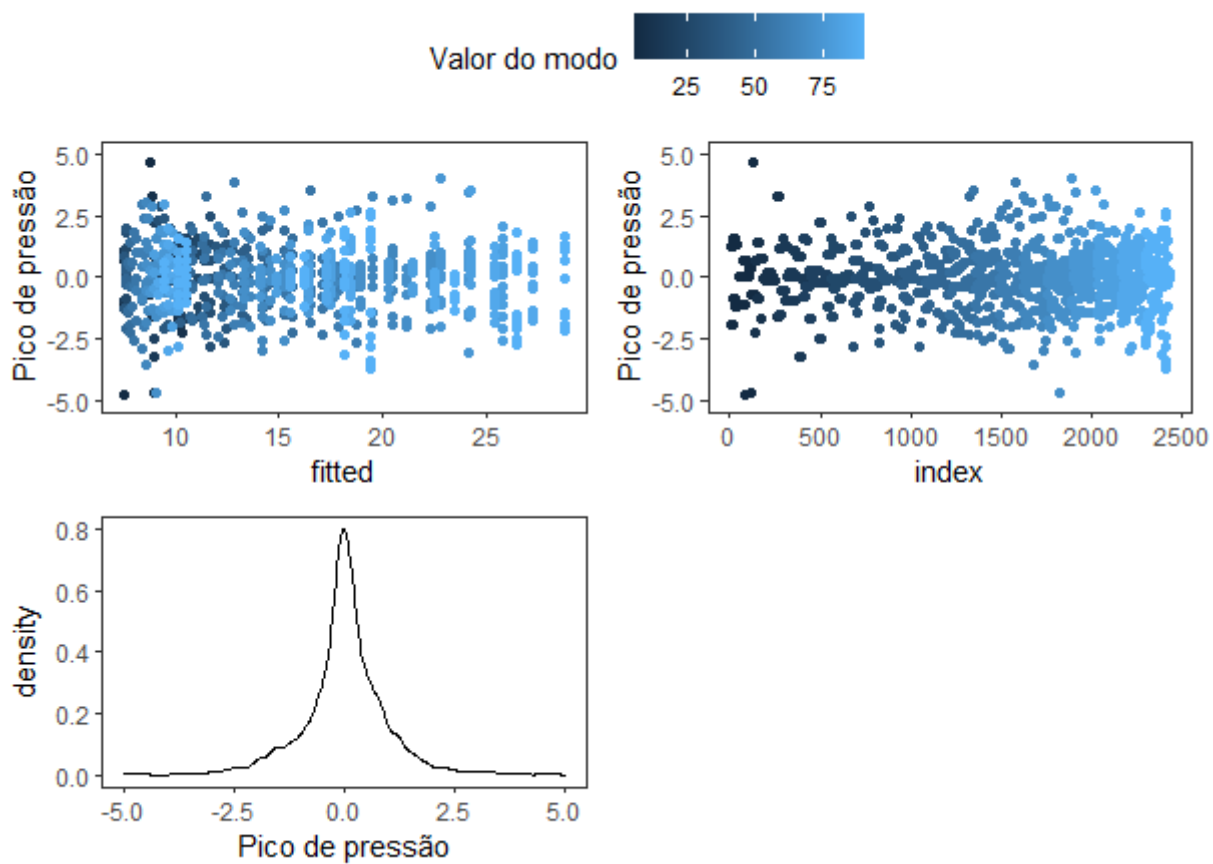 Valor do modo
25 50 75
Pico de pressão
5.0
2.5
0.0
-2.5
-5.0
10 15 20 25
fitted
Pico de pressão
5.0
2.5
0.0
-2.5
-5.0
0 500 1000 1500 2000 2500
index
density
0.8
0.6
0.4
0.2
0.0
-5.0 -2.5 0.0 2.5 5.0
Pico de pressão